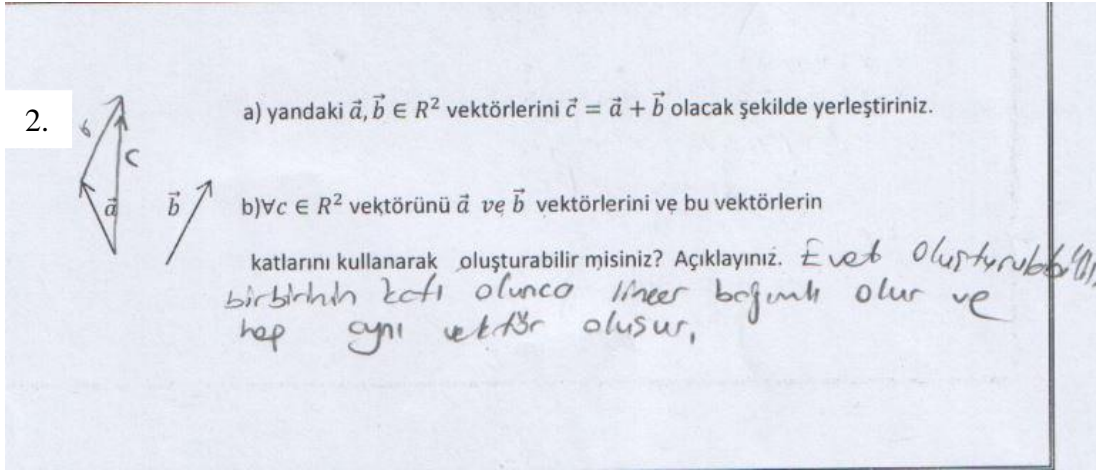 2.
a) yandaki a⃗, b⃗ ∈ R² vektörlerini c⃗ = a⃗ + b⃗ olacak şekilde yerleştiriniz.
b
c
a⃗
b⃗
b)∀c ∈ R² vektörünü a⃗ ve b⃗ vektörlerini ve bu vektörlerin
katlarını kullanarak oluşturabilir misiniz? Açıklayınız. Evet
birbirinin katı olunca lineer bağımlı olur ve
hep aynı vektör oluşur,